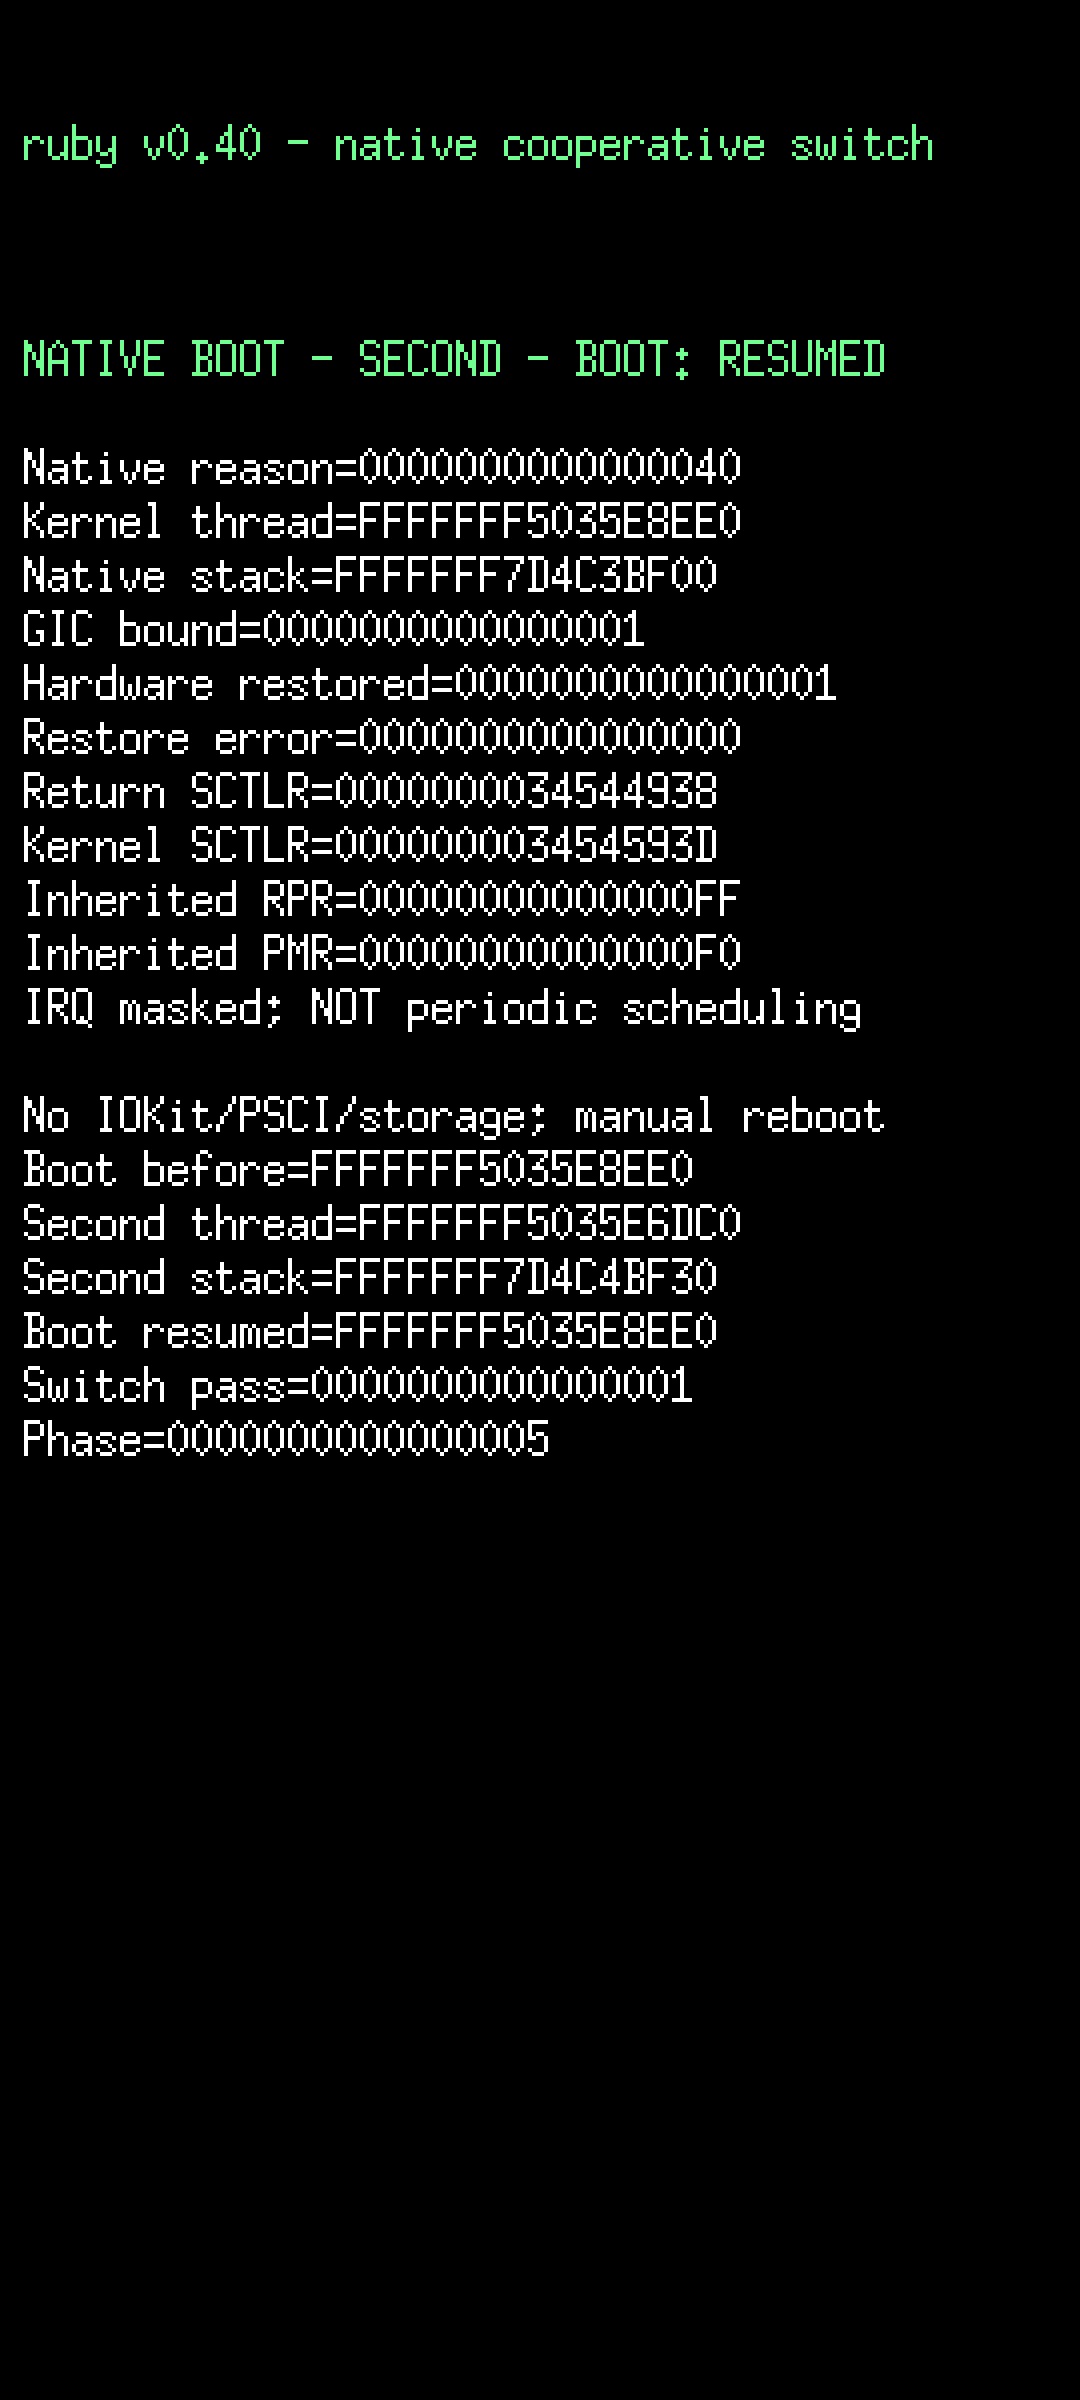 ruby v0.40 - native cooperative switch
NATIVE BOOT - SECOND - BOOT: RESUMED
Native reason=0000000000000040
Kernel thread=FFFFFFF5035E8EE0
Native stack=FFFFFFF7D4C3BF00
GIC bound=0000000000000001
Hardware restored=0000000000000001
Restore error=0000000000000000
Return SCTLR=0000000034544938
Kernel SCTLR=000000003454593D
Inherited RPR=00000000000000FF
Inherited PMR=00000000000000F0
IRQ masked; NOT periodic scheduling
No IOKit/PSCI/storage; manual reboot
Boot before=FFFFFFF5035E8EE0
Second thread=FFFFFFF5035E6DC0
Second stack=FFFFFFF7D4C4BF30
Boot resumed=FFFFFFF5035E8EE0
Switch pass=0000000000000001
Phase=0000000000000005